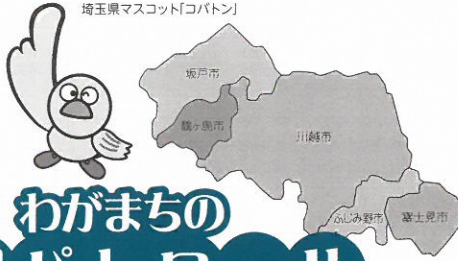 埼玉県マスコット「コバトン」
坂戸市
鶴ヶ島市
川越市
ふじみ野市
富士見市
わがまちの